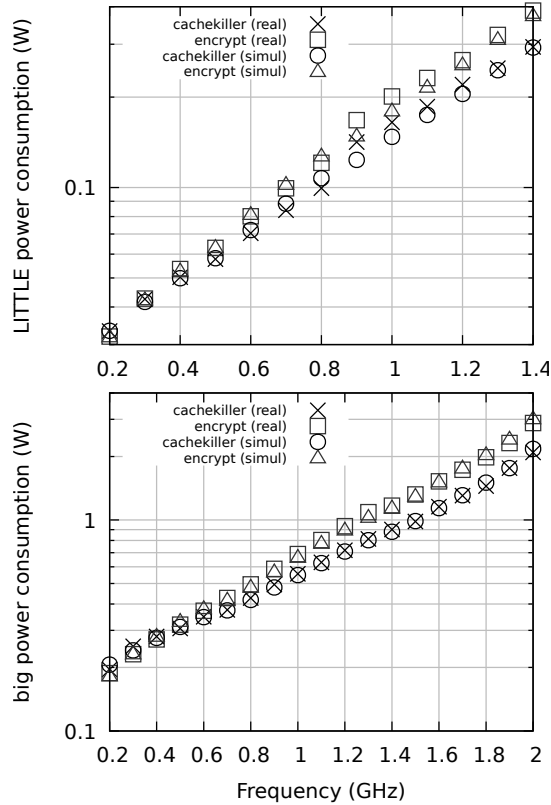 cachekiller (real)
encrypt (real)
cachekiller (simul)
encrypt (simul)
LITTLE power consumption (W)
0.1
0.2 0.4 0.6 0.8 1 1.2 1.4
cachekiller (real)
encrypt (real)
cachekiller (simul)
encrypt (simul)
big power consumption (W)
1
0.1
0.2 0.4 0.6 0.8 1 1.2 1.4 1.6 1.8 2
Frequency (GHz)